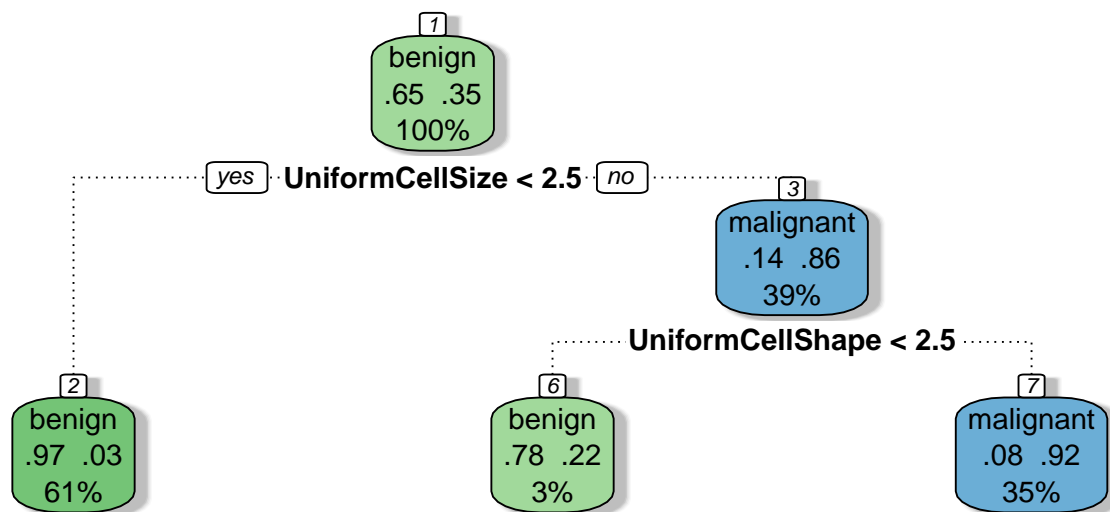 1
benign
.65 .35
100%
yes UniformCellSize < 2.5 no
3
malignant
.14 .86
39%
UniformCellShape < 2.5
2
benign
.97 .03
61%
6
benign
.78 .22
3%
7
malignant
.08 .92
35%